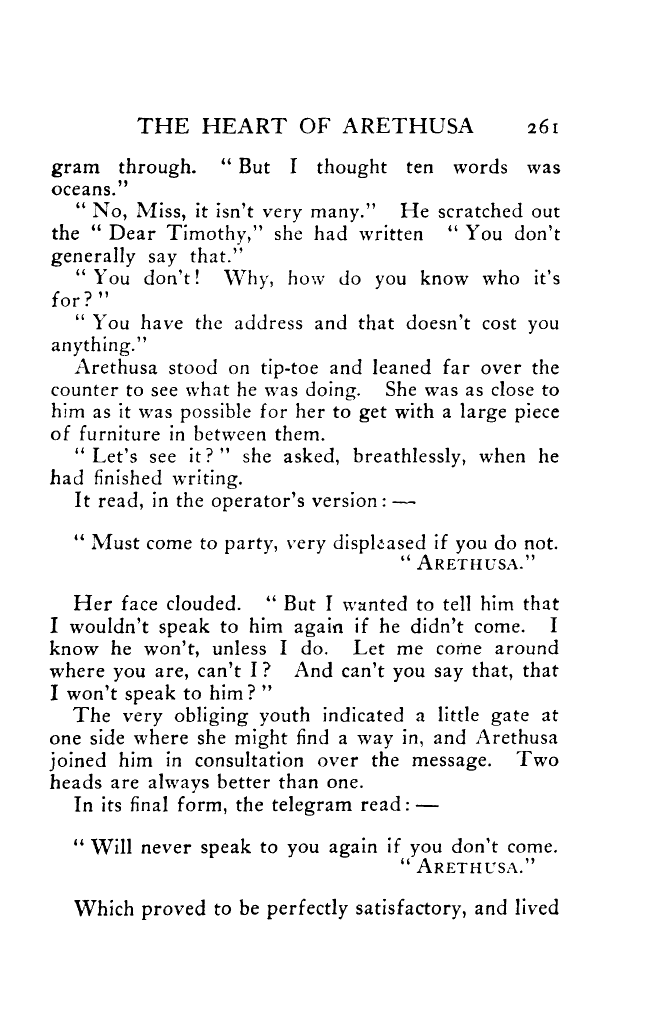 THE HEART OF ARETHUSA 261
gram through. " But I thought ten words was
oceans."
" No, Miss, it isn't very many." He scratched out
the " Dear Timothy," she had written " You don't
generally say that."
" You don't! Why, how do you know who it's
for? "
" You have the address and that doesn't cost you
anything."
Arethusa stood on tip-toe and leaned far over the
counter to see what he was doing. She was as close to
him as it was possible for her to get with a large piece
of furniture in between them.
" Let's see it? " she asked, breathlessly, when he
had finished writing.
It read, in the operator's version: —
" Must come to party, very displeased if you do not.
" ARETHUSA."
Her face clouded. " But I wanted to tell him that
I wouldn't speak to him again if he didn't come. I
know he won't, unless I do. Let me come around
where you are, can't I? And can't you say that, that
I won't speak to him? "
The very obliging youth indicated a little gate at
one side where she might find a way in, and Arethusa
joined him in consultation over the message. Two
heads are always better than one.
In its final form, the telegram read: —
" Will never speak to you again if you don't come.
" ARETHUSA."
Which proved to be perfectly satisfactory, and lived